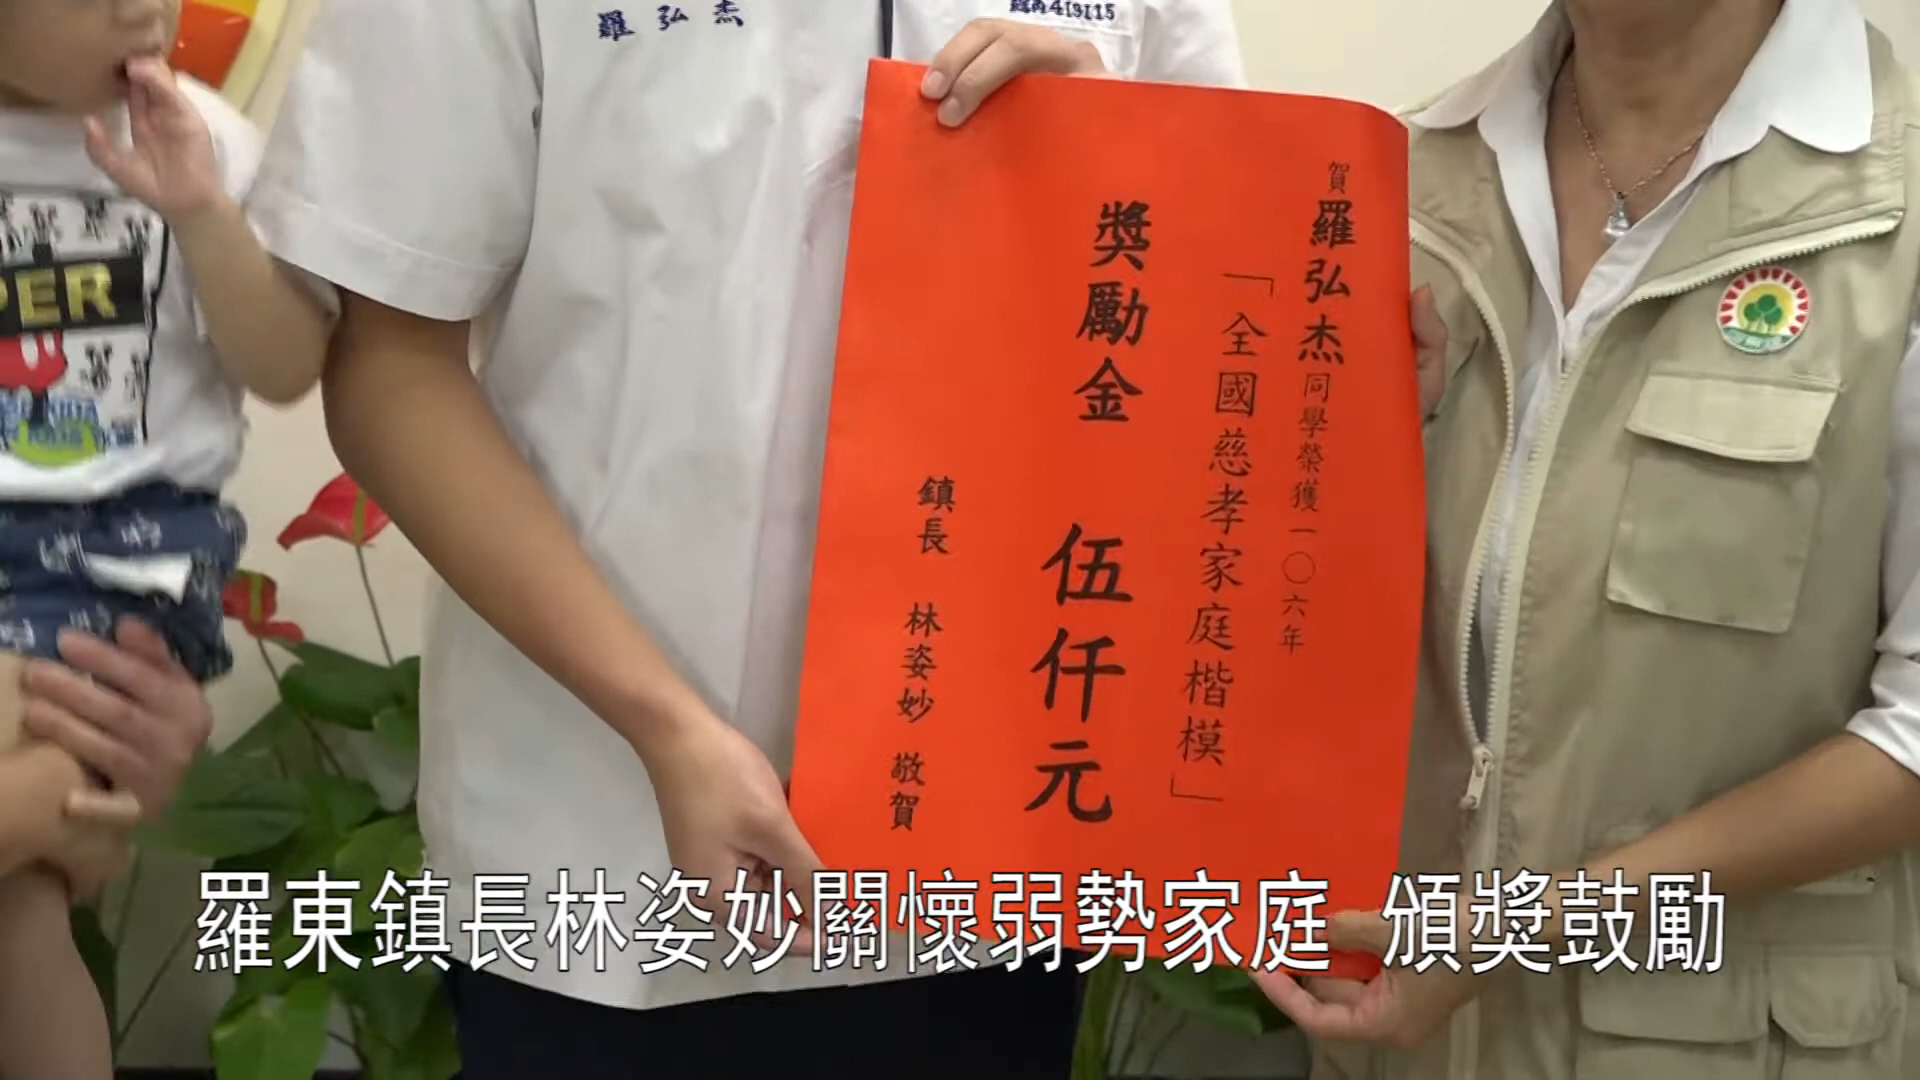 羅弘杰
419115
PER
賀羅弘杰同學榮獲一〇六年
「全國慈孝家庭楷模」
獎勵金 伍仟元
鎮長 林姿妙 敬賀
羅東鎮長林姿妙關懷弱勢家庭 頒獎鼓勵